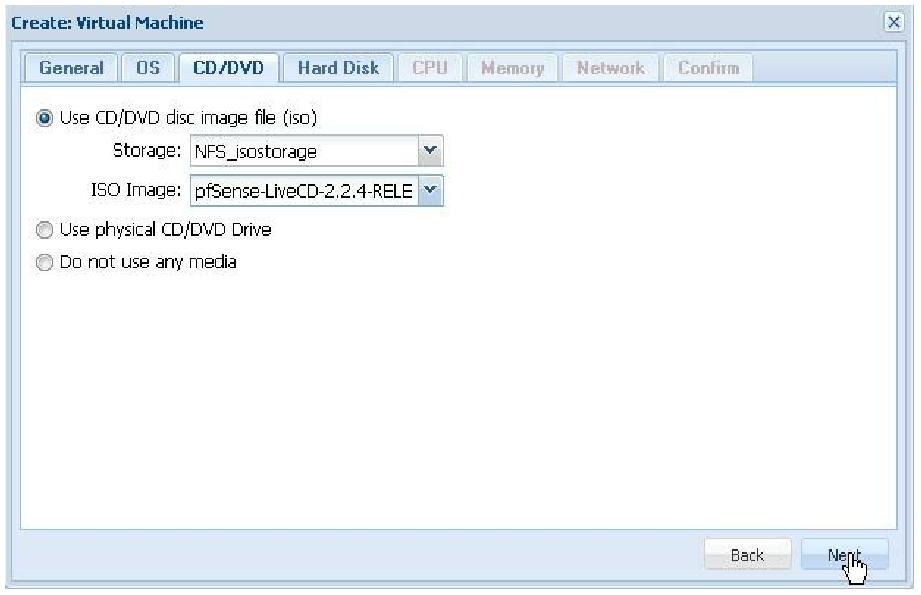 Create: Virtual Machine
General OS CD/DVD Hard Disk CPU Memory Network Confirm
Use CD/DVD disc image file (iso)
Storage: NFS_isostorage
ISO Image: pfSense-LiveCD-2.2.4-RELE
Use physical CD/DVD Drive
Do not use any media
Back Next